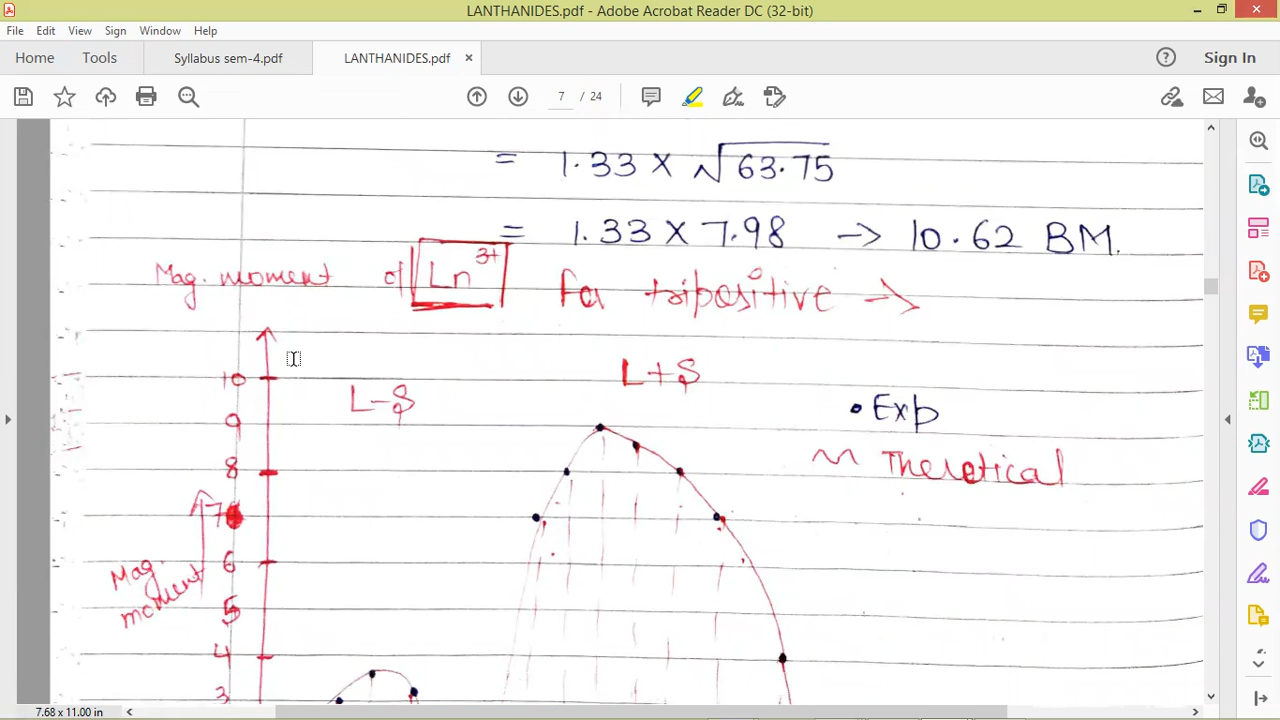 LANTHANIDES.pdf - Adobe Acrobat Reader DC (32-bit)
File Edit View Sign Window Help
Home Tools Syllabus sem-4.pdf LANTHANIDES.pdf × Sign In
7 / 24
= 1.33 × √63.75
= 1.33 × 7.98 → 10.62 BM.
Mag. moment of Ln³⁺ for tripositive →
L+S
10 L-S
9 • Exp
8 Theretical
7
6
Mag. moment
5
4
3
7.68 x 11.00 in